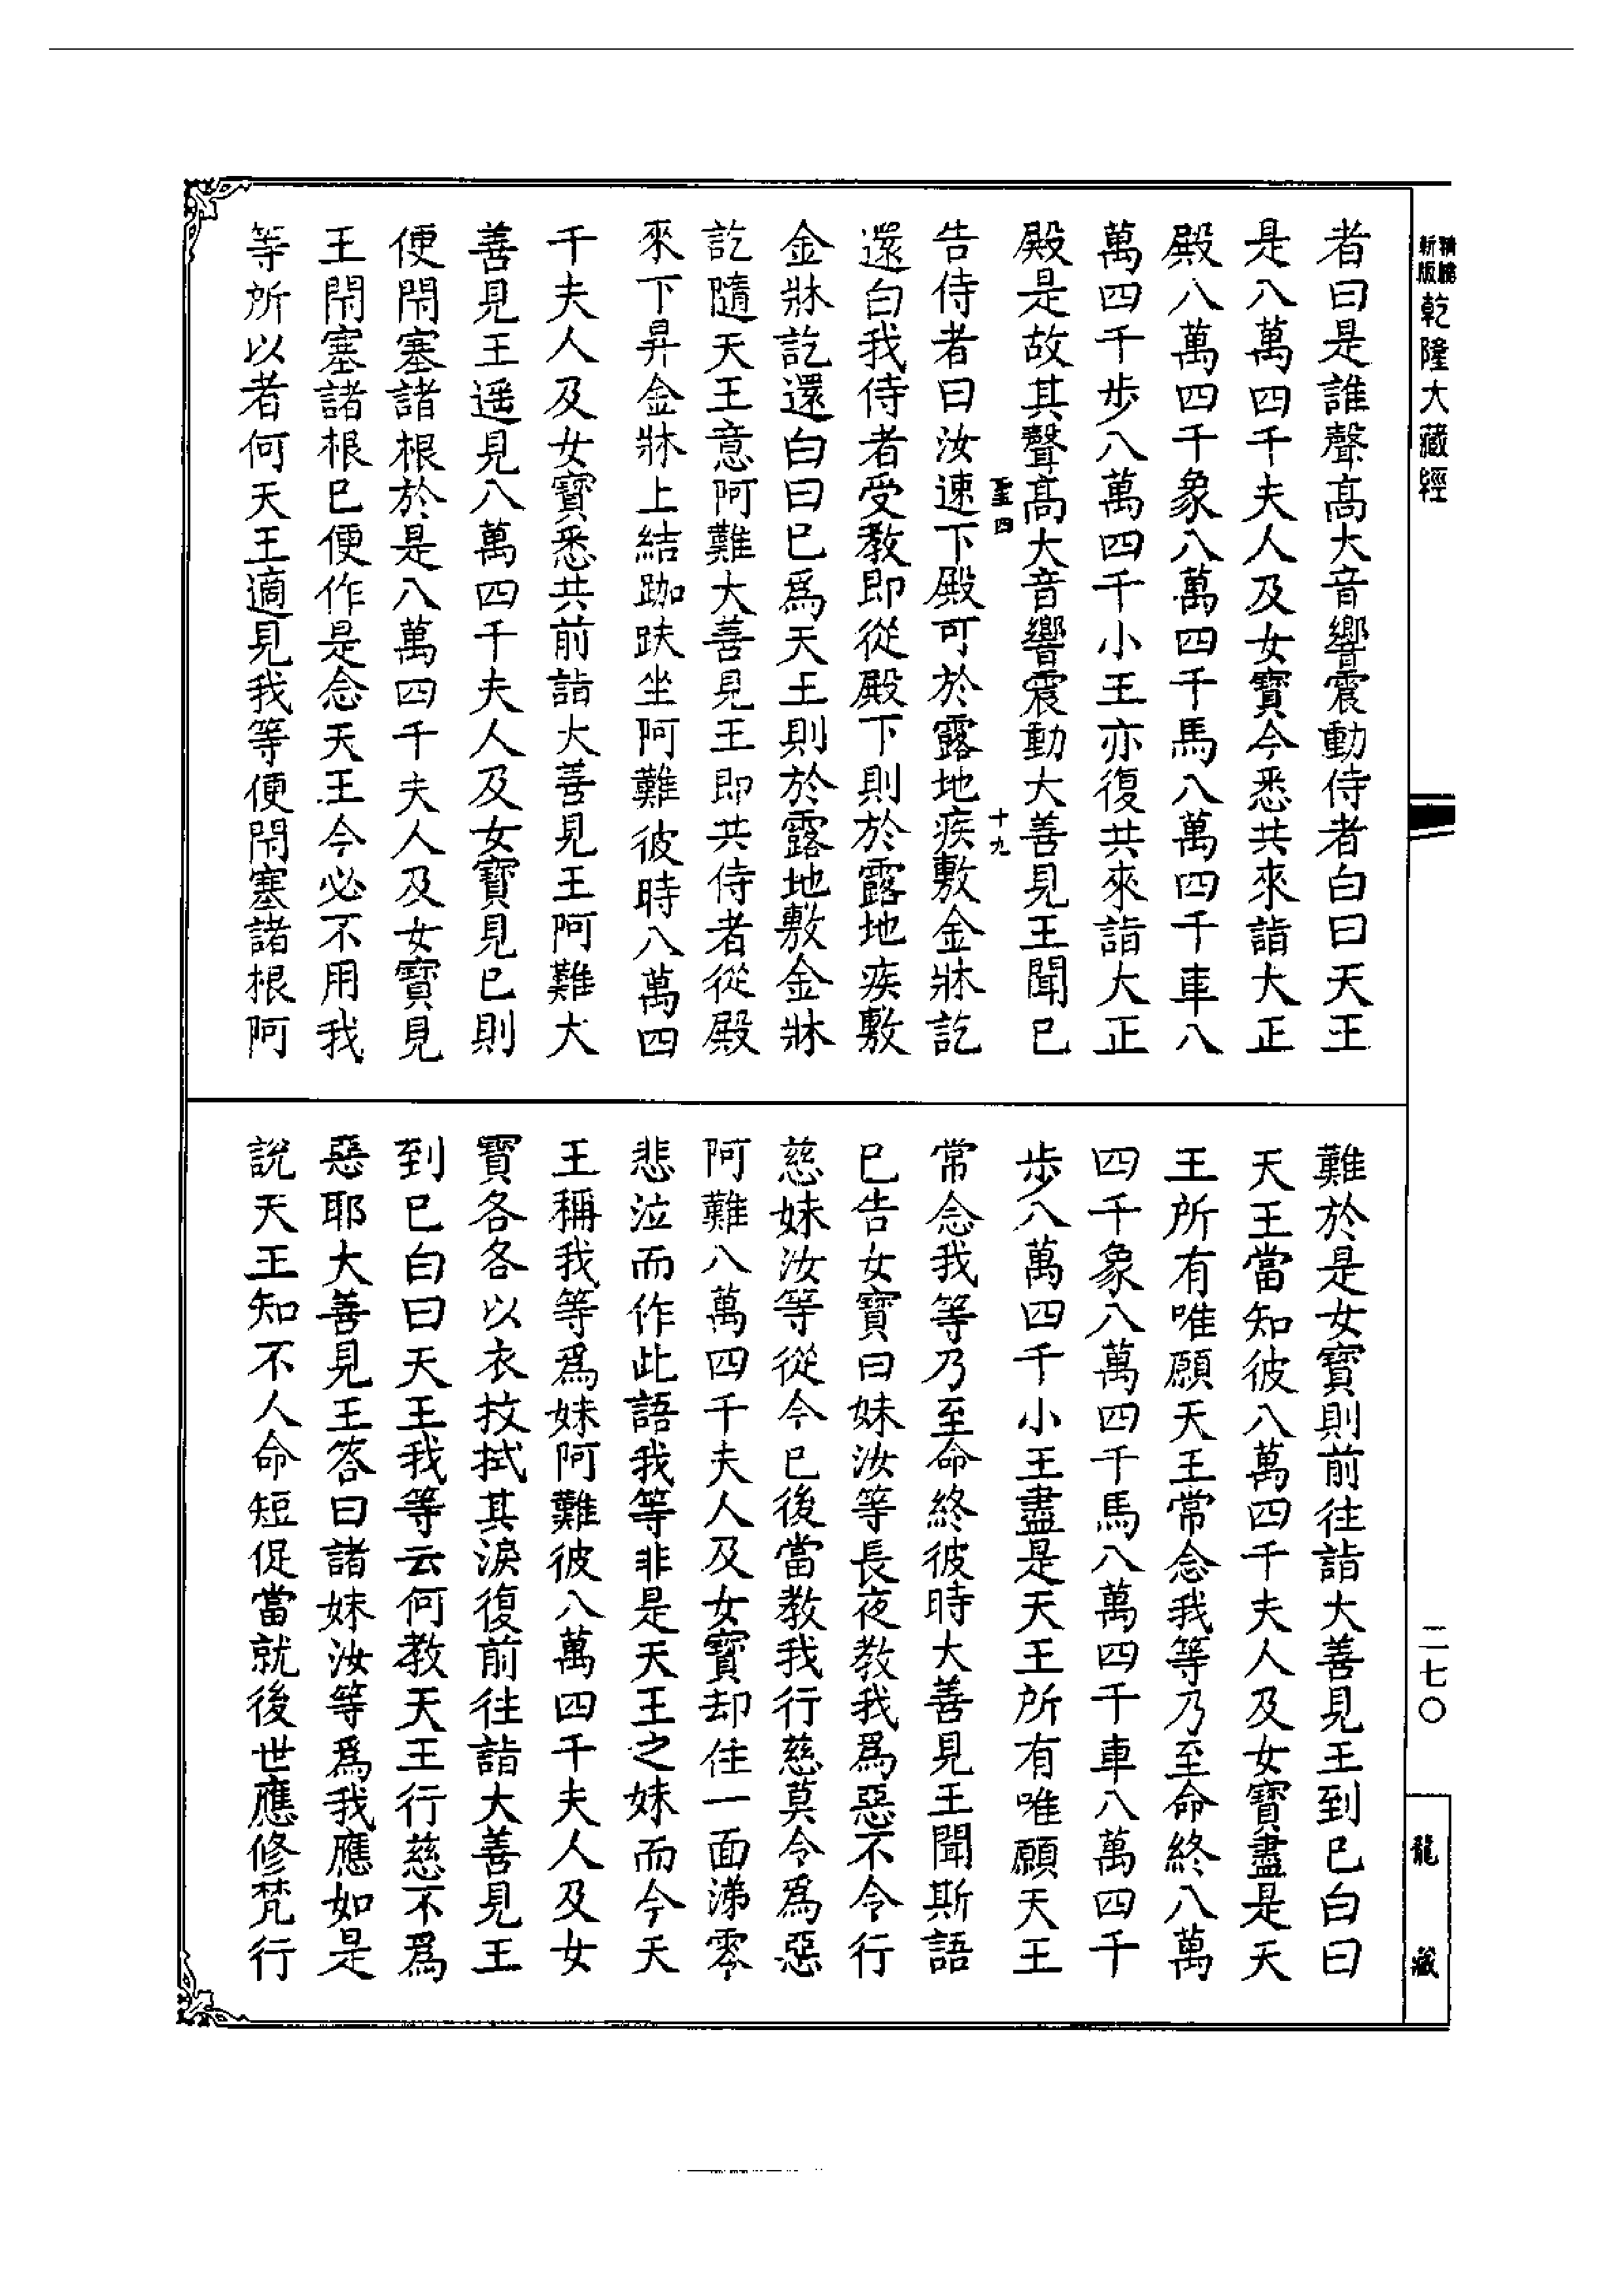 新版
乾隆大藏經
者曰是誰聲高大音響震動侍者白曰天王
是八萬四千夫人及女寶今悉共來詣大正
殿八萬四千象八萬四千馬八萬四千車八
萬四千步八萬四千小王亦復共來詣大正
殿是故其聲高大音響震動大善見王聞已
聖四
十九
告侍者曰汝速下殿可於露地疾敷金牀訖
還白我侍者受教即從殿下則於露地疾敷
金牀訖還白曰已為天王則於露地敷金牀
訖隨天王意阿難大善見王即共侍者從殿
來下昇金牀上結跏趺坐阿難彼時八萬四
千夫人及女寶悉共前詣大善見王阿難大
善見王遥見八萬四千夫人及女寶見已則
便閇塞諸根於是八萬四千夫人及女寶見
王閇塞諸根已便作是念天王今必不用我
等所以者何天王適見我等便閇塞諸根阿
難於是女寶則前往詣大善見王到已白曰
天王當知彼八萬四千夫人及女寶盡是天
王所有唯願天王常念我等乃至命終八萬
四千象八萬四千馬八萬四千車八萬四千
步八萬四千小王盡是天王所有唯願天王
常念我等乃至命終彼時大善見王聞斯語
已告女寶曰妹汝等長夜教我為惡不令行
慈妹汝等從今已後當教我行慈莫令為惡
阿難八萬四千夫人及女寶却住一面涕零
悲泣而作此語我等非是天王之妹而今天
王稱我等為妹阿難彼八萬四千夫人及女
寶各各以衣抆拭其淚復前往詣大善見王
到已白曰天王我等云何教天王行慈不為
惡耶大善見王答曰諸妹汝等為我應如是
說天王知不人命短促當就後世應修梵行
二七〇
龍藏